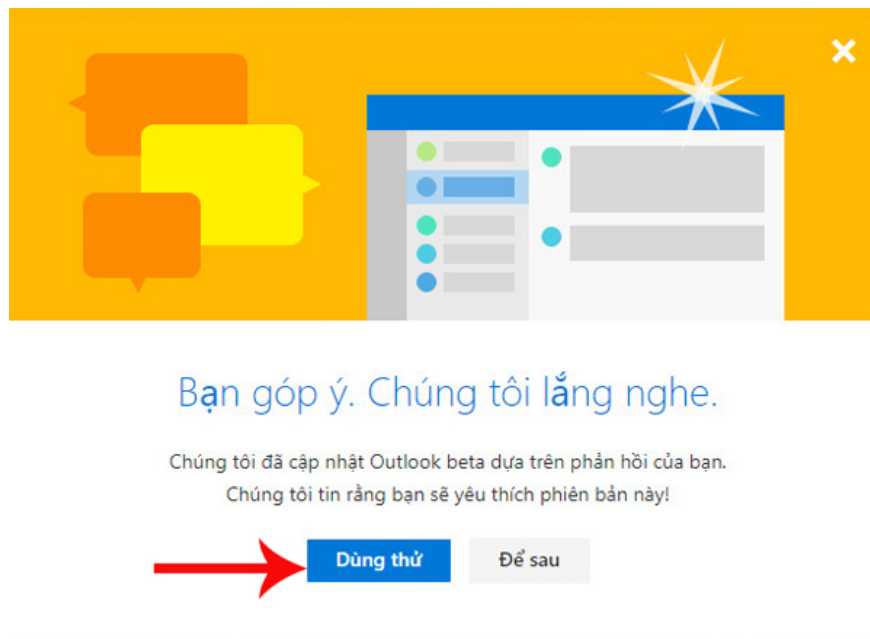 Bạn góp ý. Chúng tôi lắng nghe.
Chúng tôi đã cập nhật Outlook beta dựa trên phản hồi của bạn.
Chúng tôi tin rằng bạn sẽ yêu thích phiên bản này!
Dùng thử Để sau